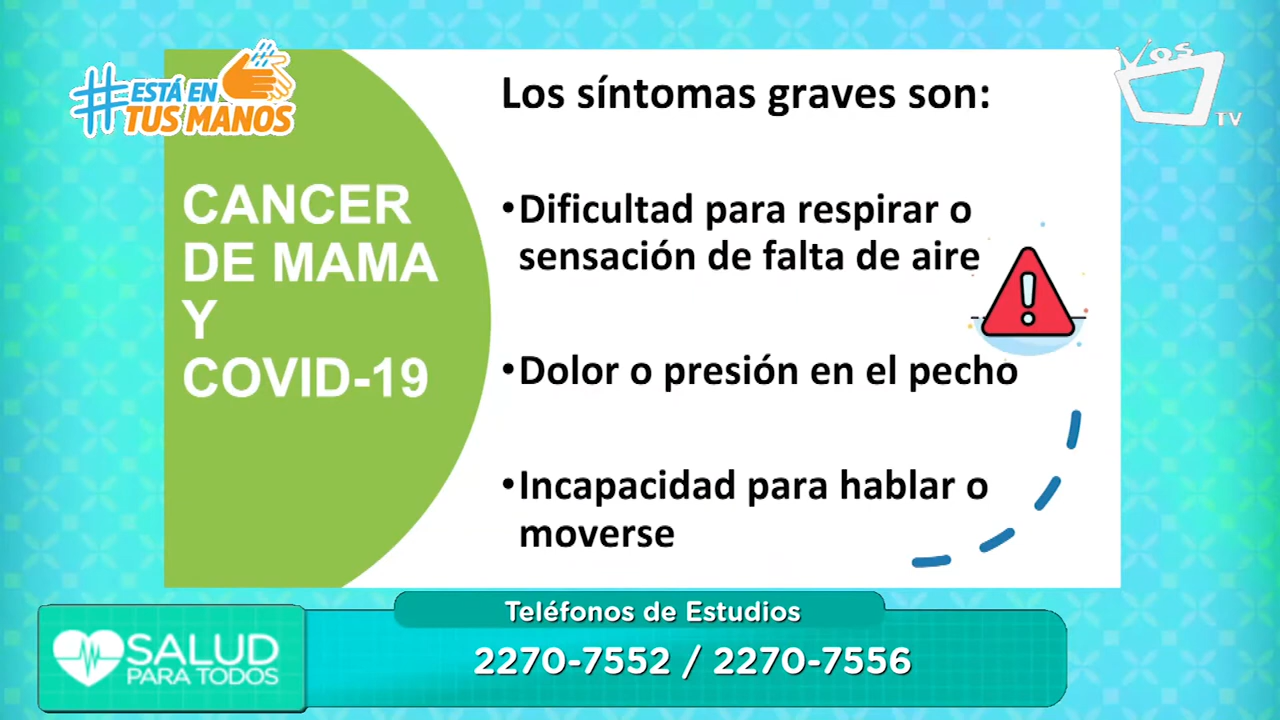 #ESTÁ EN
TUS MANOS
Vos
TV
CANCER
DE MAMA
Y
COVID-19
Los síntomas graves son:
•Dificultad para respirar o
sensación de falta de aire
•Dolor o presión en el pecho
•Incapacidad para hablar o
moverse
Teléfonos de Estudios
2270-7552 / 2270-7556
SALUD
PARA TODOS